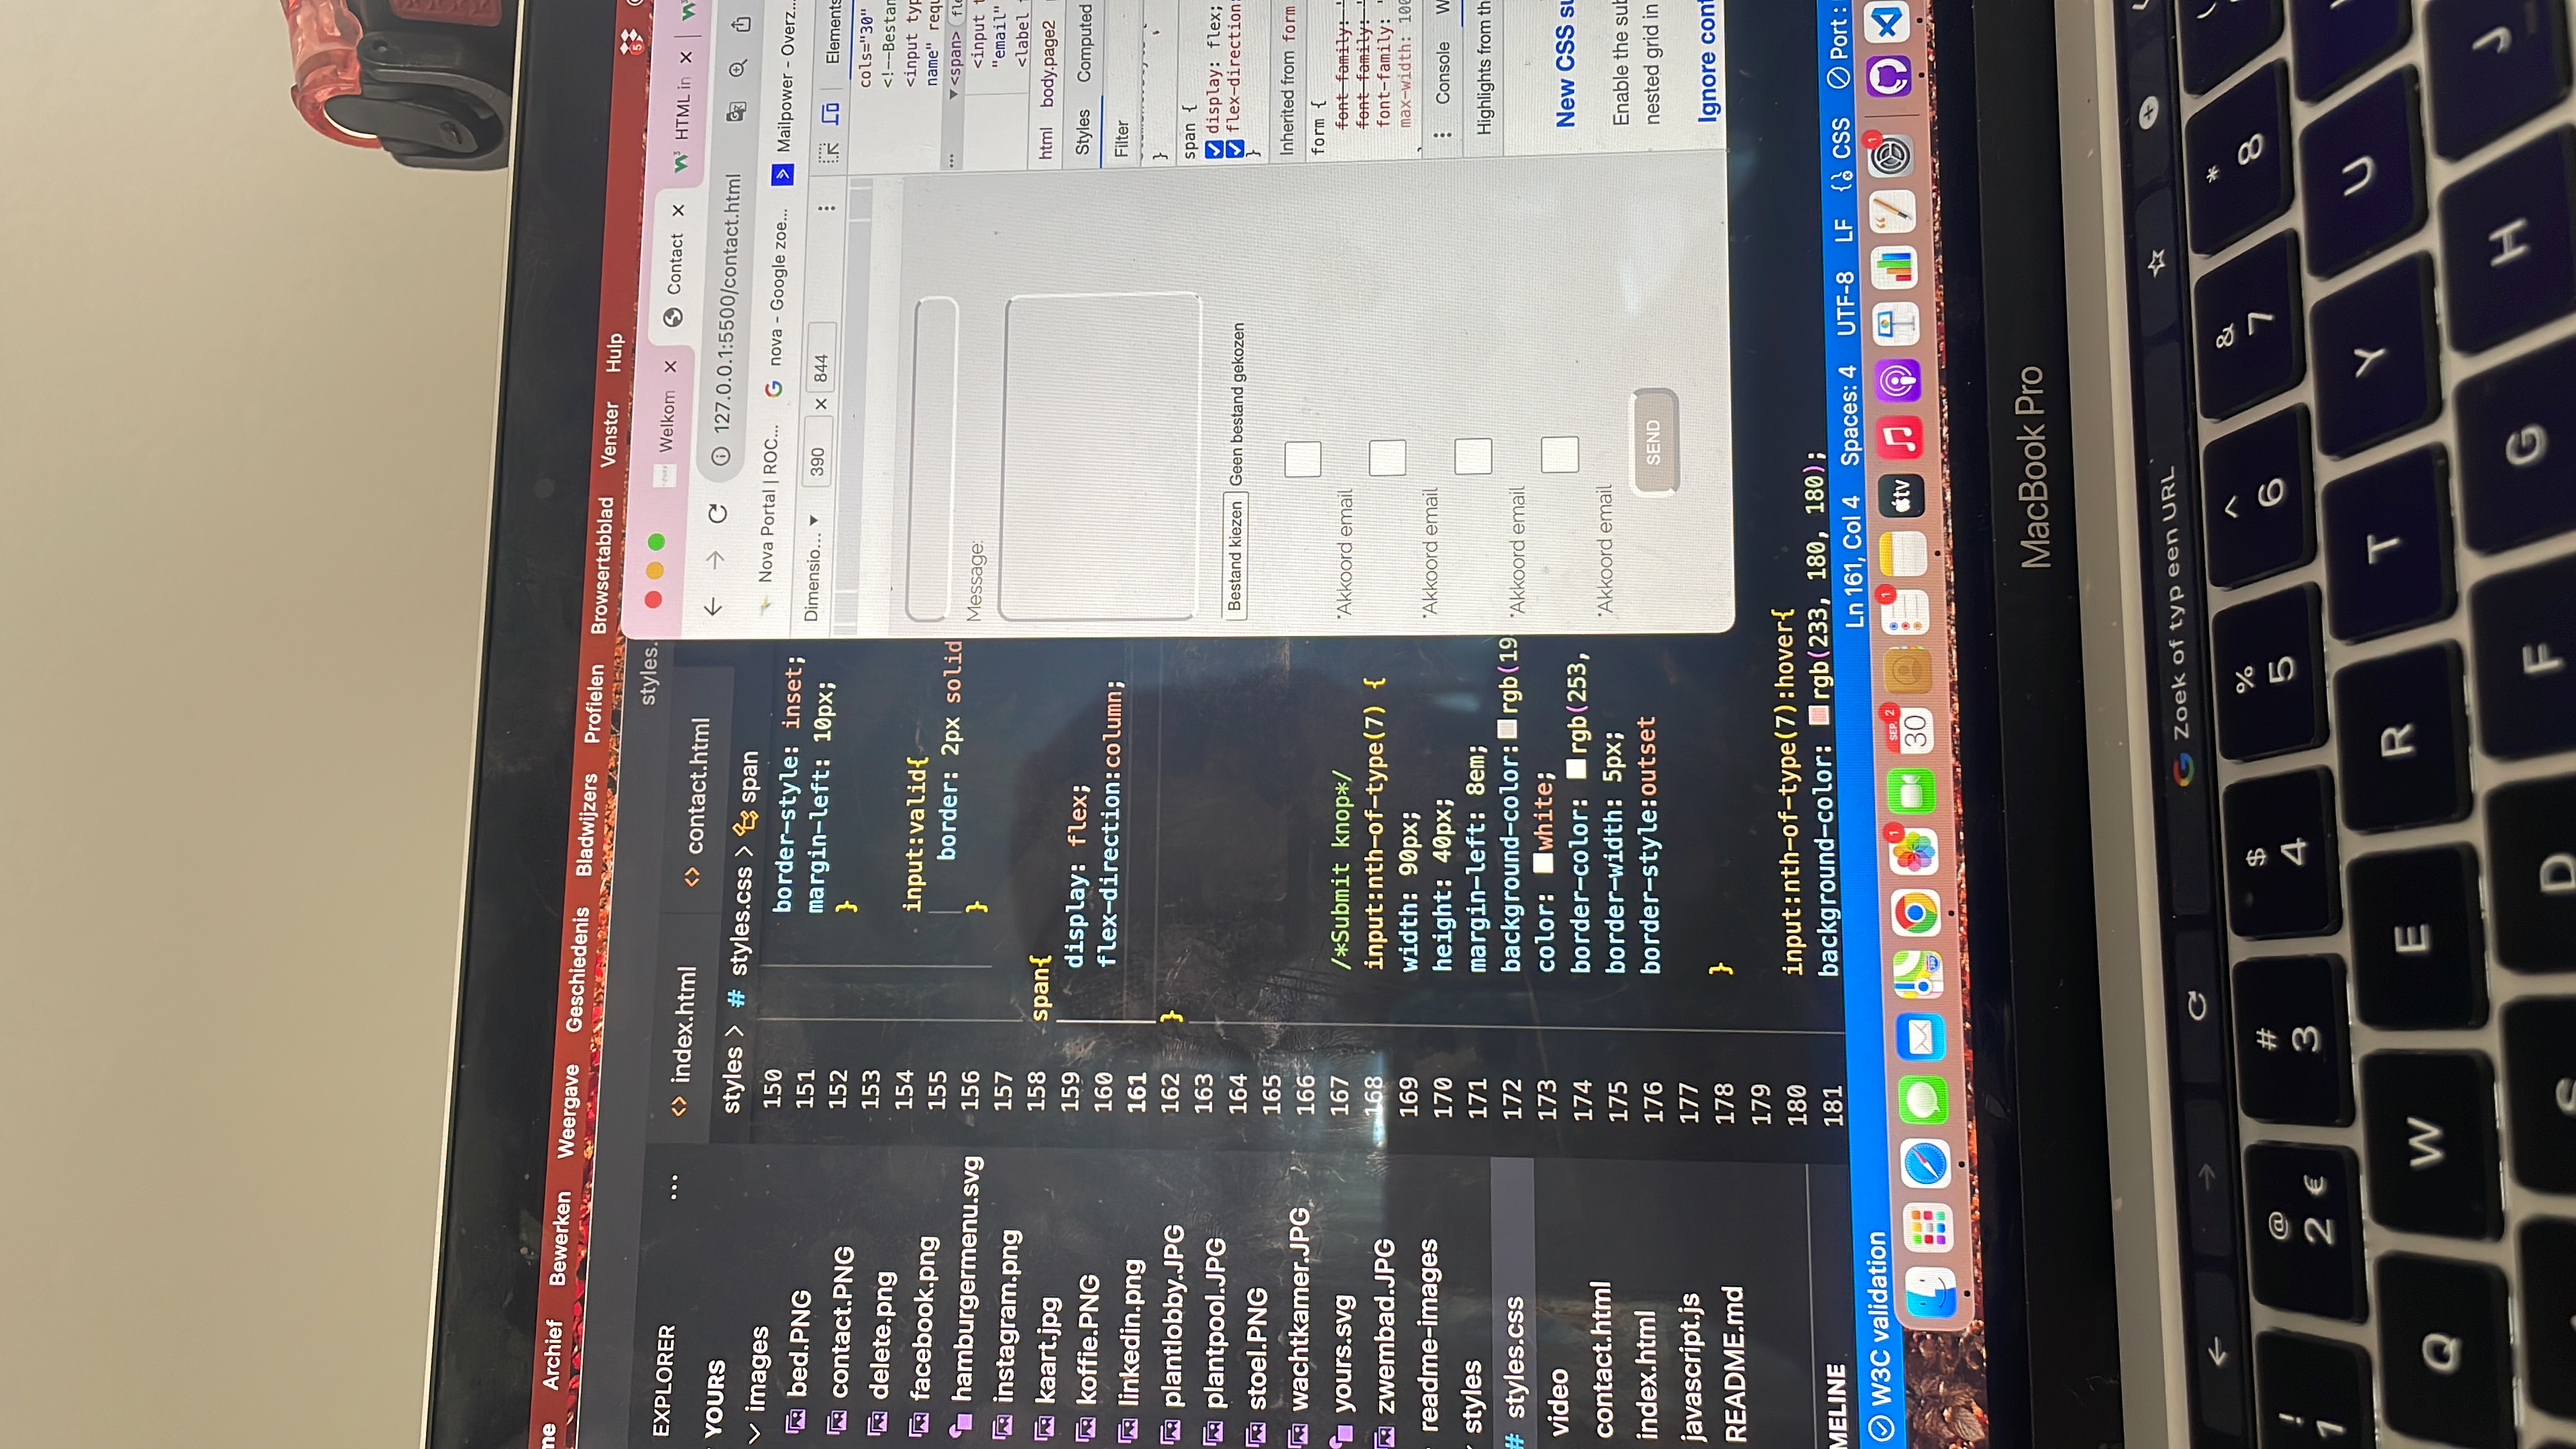 me Archief Bewerken Weergave Geschiedenis Bladwijzers Profielen Browsertabblad Venster Hulp
5
styles.
EXPLORER ...
YOURS
images
bed.PNG
contact.PNG
delete.png
facebook.png
hamburgermenu.svg
instagram.png
kaart.jpg
koffie.PNG
linkedin.png
plantlobby.JPG
plantpool.JPG
stoel.PNG
wachtkamer.JPG
yours.svg
zwembad.JPG
readme-images
styles
# styles.css
video
contact.html
index.html
javascript.js
README.md
MELINE
<> index.html
<> contact.html
styles > # styles.css > span
150 border-style: inset;
151 margin-left: 10px;
152 }
153
154 input:valid{
155 border: 2px solid
156 }
157
158 span{
159 display: flex;
160 flex-direction:column;
161
162 }
163
164
165
166
167 /*Submit knop*/
168 input:nth-of-type(7) {
169 width: 90px;
170 height: 40px;
171 margin-left: 8em;
172 background-color: rgb(19
173 color: white;
174 border-color: rgb(253,
175 border-width: 5px;
176 border-style:outset
177
178 }
179
180 input:nth-of-type(7):hover{
181 background-color: rgb(233, 180, 180);
Welkom × Contact × HTML in ×
127.0.0.1:5500/contact.html
Nova Portal | ROC... nova - Google zoe... Mailpower - Overz...
Dimensio... 390 × 844
Message:
Bestand kiezen Geen bestand gekozen
*Akkoord email
*Akkoord email
*Akkoord email
*Akkoord email
SEND
Elements
cols="30"
<!--Bestan
<input typ
name" requ
... <span> fle
<input t
"email"
<label
html body.page2
Styles Computed
Filter
}
span {
display: flex;
flex-direction:
}
Inherited from form
form {
font-family:
font-family:
font-family:
max-width: 100
Console W
Highlights from th
New CSS su
Enable the sub
nested grid in
Ignore cont
W3C validation
Ln 161, Col 4 Spaces: 4 UTF-8 LF CSS Port :
1 SEP. 2 30 1 tv 1
MacBook Pro
Zoek of typ een URL
! 1 @ 2 € # 3 $ 4 % 5 ^ 6 & 7 * 8 (
Q W E R T Y U
S D F G H J